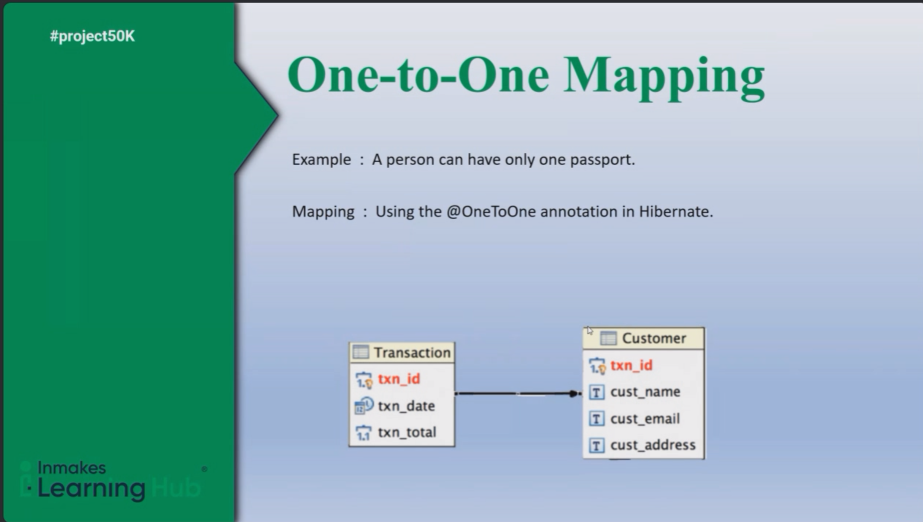 #project50K
One-to-One Mapping
Example : A person can have only one passport.
Mapping : Using the @OneToOne annotation in Hibernate.
Transaction
txn_id
txn_date
txn_total
Customer
txn_id
cust_name
cust_email
cust_address
Inmakes
Learning Hub